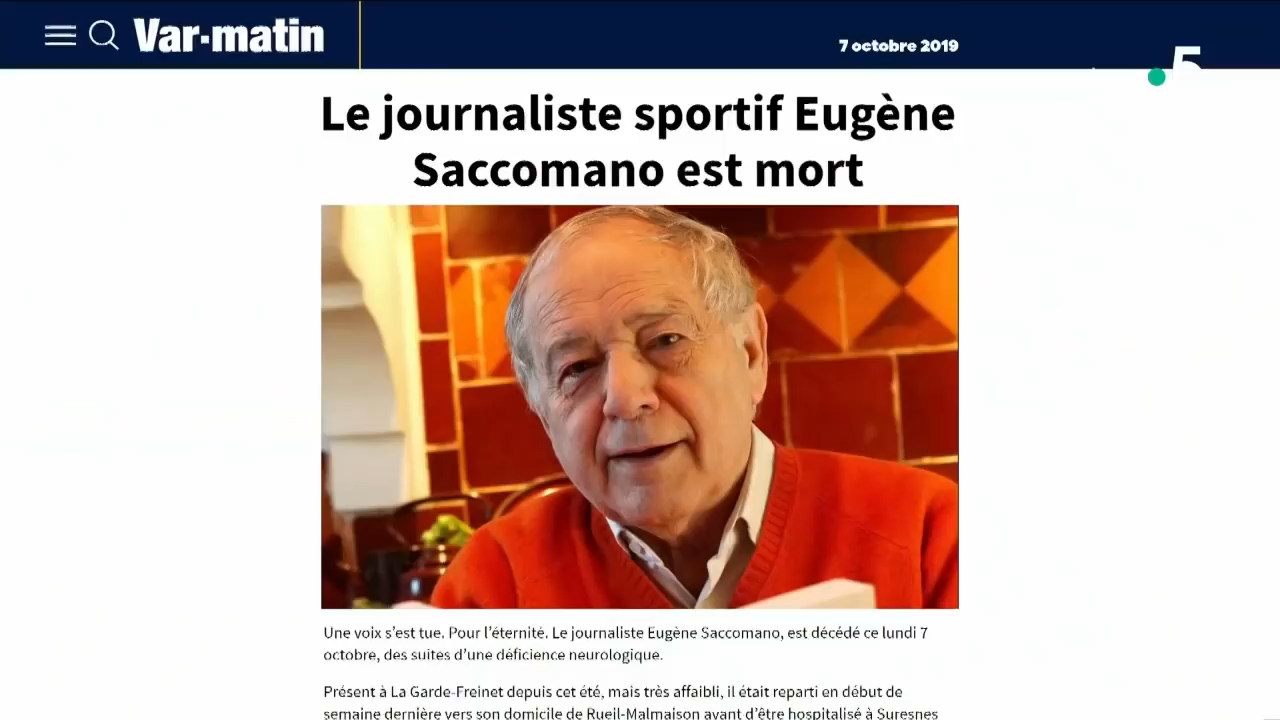 Var-matin
7 octobre 2019
5
Le journaliste sportif Eugène
Saccomano est mort
Une voix s'est tue. Pour l'éternité. Le journaliste Eugène Saccomano, est décédé ce lundi 7
octobre, des suites d'une déficience neurologique.
Présent à La Garde-Freinet depuis cet été, mais très affaibli, il était reparti en début de
semaine dernière vers son domicile de Rueil-Malmaison avant d'être hospitalisé à Suresnes